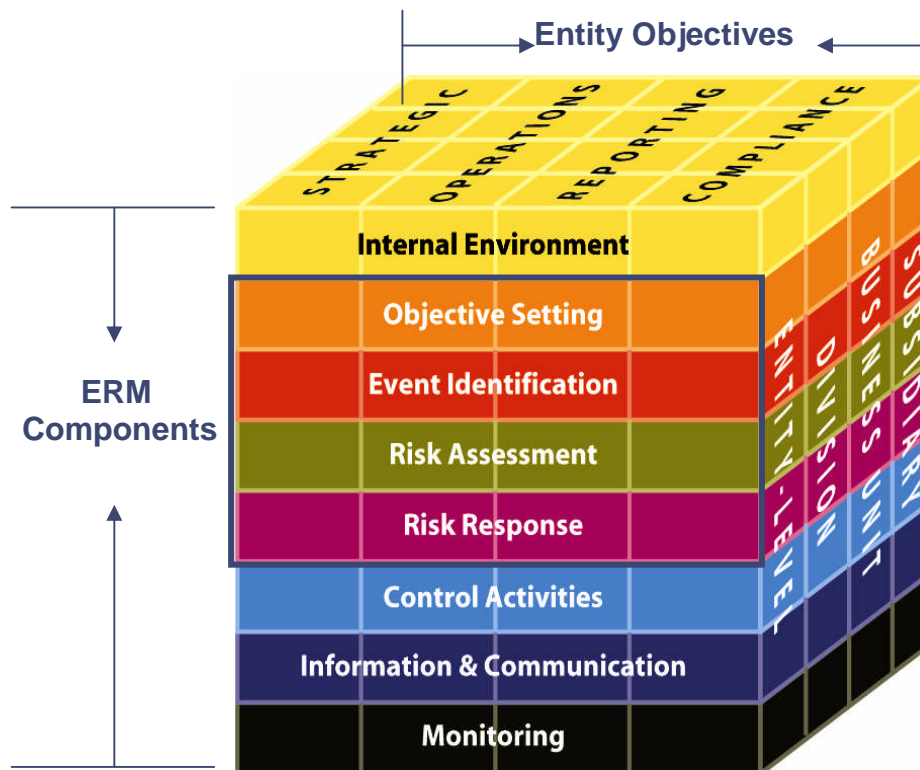 Entity Objectives
STRATEGIC
OPERATIONS
REPORTING
COMPLIANCE
ERM
Components
Internal Environment
Objective Setting
Event Identification
Risk Assessment
Risk Response
Control Activities
Information & Communication
Monitoring
ENTITY-LEVEL
DIVISION
BUSINESS UNIT
SUBSIDIARY